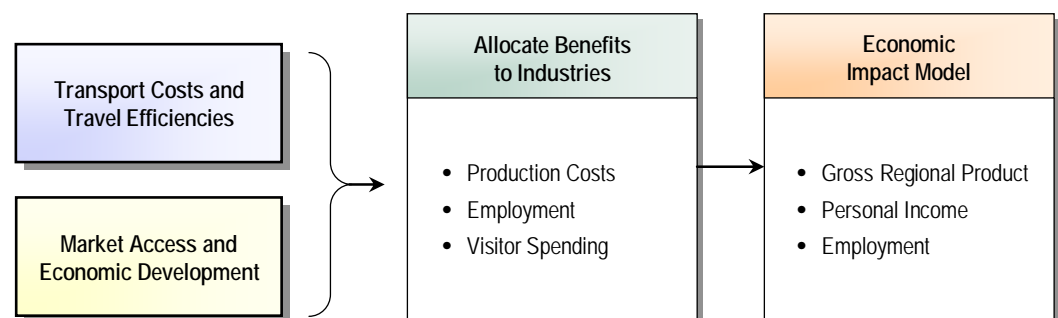 Transport Costs and
Travel Efficiencies
Market Access and
Economic Development
Allocate Benefits
to Industries
• Production Costs
• Employment
• Visitor Spending
Economic
Impact Model
• Gross Regional Product
• Personal Income
• Employment